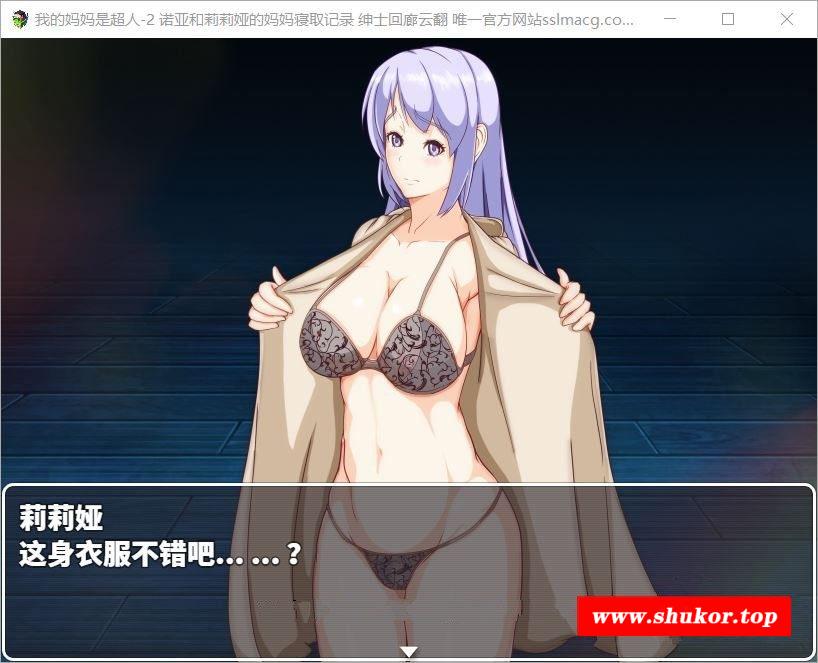 我的妈妈是超人-2 诺亚和莉莉娅的妈妈寝取记录 绅士回廊云翻 唯一官方网站sslmacg.co...
莉莉娅
这身衣服不错吧... ... ？
www.shukor.top